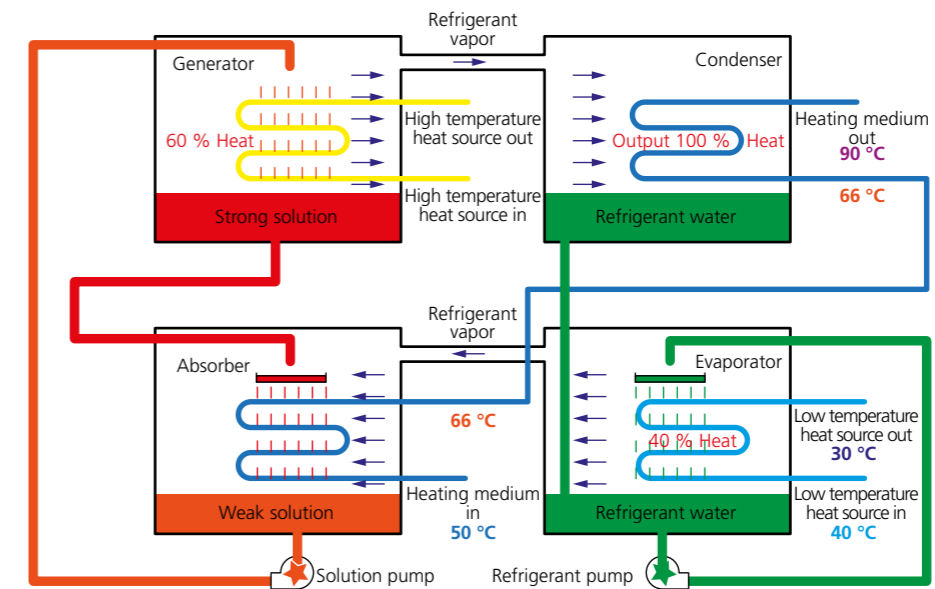 Refrigerant
vapor
Generator
Condenser
60 % Heat
High temperature
heat source out
Output 100 % Heat
Heating medium
out
90 °C
High temperature
heat source in
66 °C
Strong solution
Refrigerant water
Refrigerant
vapor
Absorber
Evaporator
66 °C
40 % Heat
Low temperature
heat source out
30 °C
Heating medium
in
50 °C
Low temperature
heat source in
40 °C
Weak solution
Refrigerant water
Solution pump
Refrigerant pump